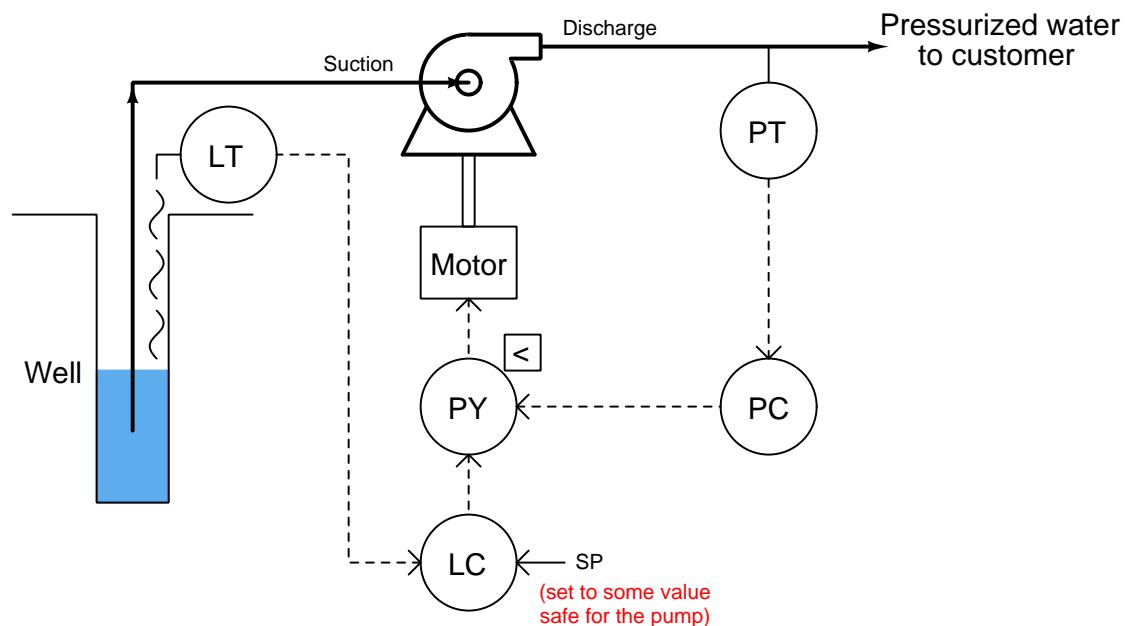 Pressurized water
to customer
Discharge
Suction
LT
PT
Motor
Well
<
PY
PC
LC
SP
(set to some value
safe for the pump)